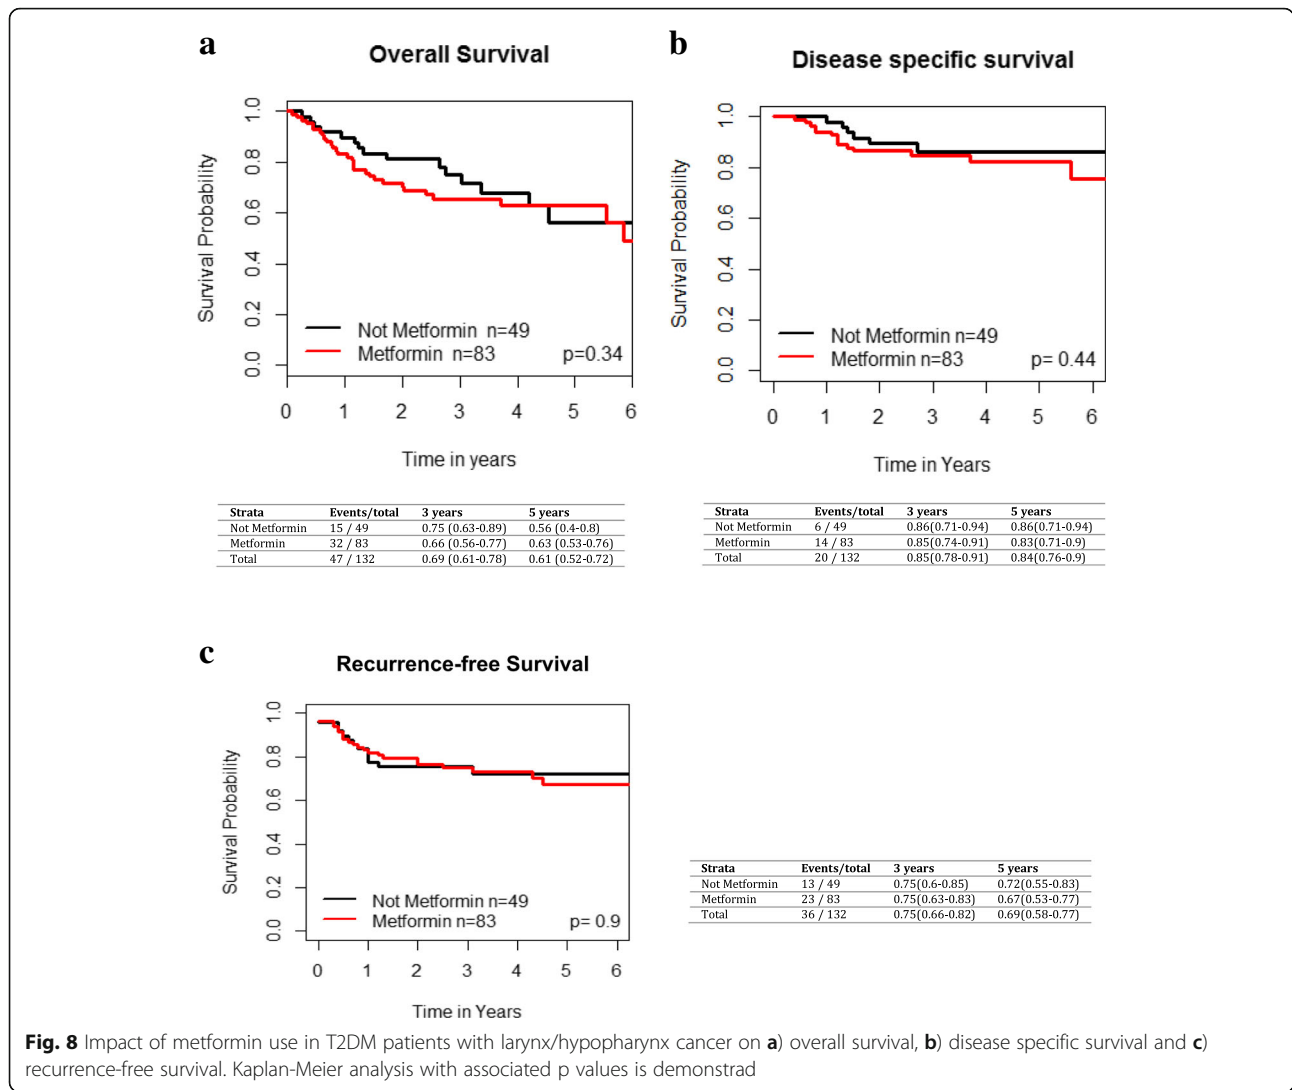 a
Overall Survival
Survival Probability
1.0
0.8
0.6
0.4
0.2
0.0
Not Metformin n=49
Metformin n=83
p=0.34
0 1 2 3 4 5 6
Time in years
Strata Events/total 3 years 5 years
Not Metformin 15 / 49 0.75 (0.63-0.89) 0.56 (0.4-0.8)
Metformin 32 / 83 0.66 (0.56-0.77) 0.63 (0.53-0.76)
Total 47 / 132 0.69 (0.61-0.78) 0.61 (0.52-0.72)
b
Disease specific survival
Survival Probability
1.0
0.8
0.6
0.4
0.2
0.0
Not Metformin n=49
Metformin n=83
p= 0.44
0 1 2 3 4 5 6
Time in Years
Strata Events/total 3 years 5 years
Not Metformin 6 / 49 0.86(0.71-0.94) 0.86(0.71-0.94)
Metformin 14 / 83 0.85(0.74-0.91) 0.83(0.71-0.9)
Total 20 / 132 0.85(0.78-0.91) 0.84(0.76-0.9)
c
Recurrence-free Survival
Survival Probability
1.0
0.8
0.6
0.4
0.2
0.0
Not Metformin n=49
Metformin n=83
p= 0.9
0 1 2 3 4 5 6
Time in Years
Strata Events/total 3 years 5 years
Not Metformin 13 / 49 0.75(0.6-0.85) 0.72(0.55-0.83)
Metformin 23 / 83 0.75(0.63-0.83) 0.67(0.53-0.77)
Total 36 / 132 0.75(0.66-0.82) 0.69(0.58-0.77)
Fig. 8 Impact of metformin use in T2DM patients with larynx/hypopharynx cancer on a) overall survival, b) disease specific survival and c)
recurrence-free survival. Kaplan-Meier analysis with associated p values is demonstrad